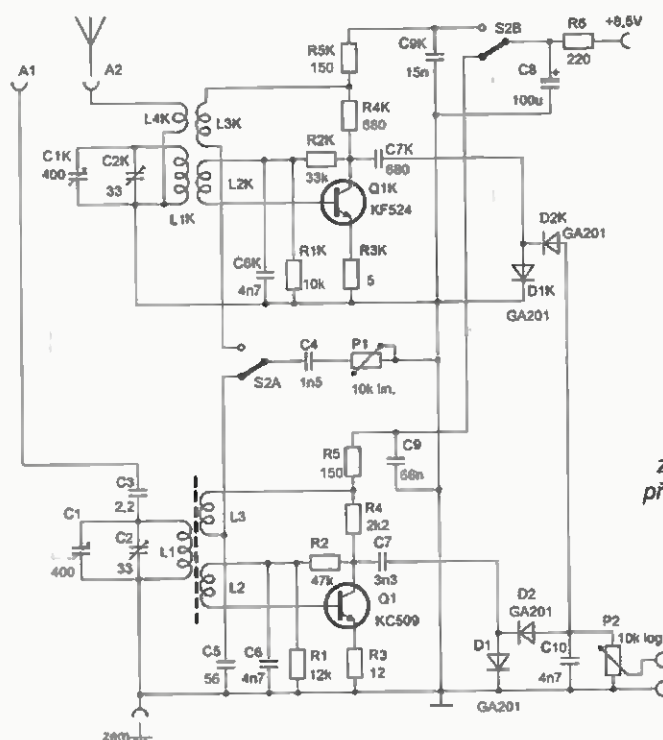 A1
A2
R5K
150
C9K
15n
S2B
R6
220
+8,5V
C8
100u
L4K
L3K
R4K
680
C1K
400
C2K
33
R2K
33k
C7K
680
L2K
L1K
Q1K
KF524
D2K
GA201
C6K
4n7
R1K
10k
R3K
5
D1K
GA201
C4
1n5
P1
10k lin.
S2A
R5
150
C9
68n
C3
2,2
C1
400
C2
33
L1
L3
R4
2k2
L2
R2
47k
C7
3n3
Q1
KC509
D2
GA201
P2
10k log
C5
56
C6
4n7
R1
12k
R3
12
D1
GA201
C10
4n7
z
př
zem